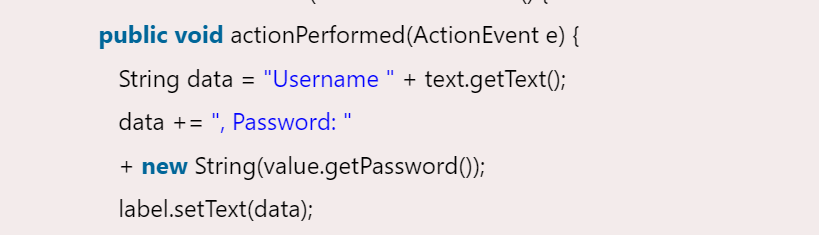 public void actionPerformed(ActionEvent e) {
String data = "Username " + text.getText();
data += ", Password: "
+ new String(value.getPassword());
label.setText(data);